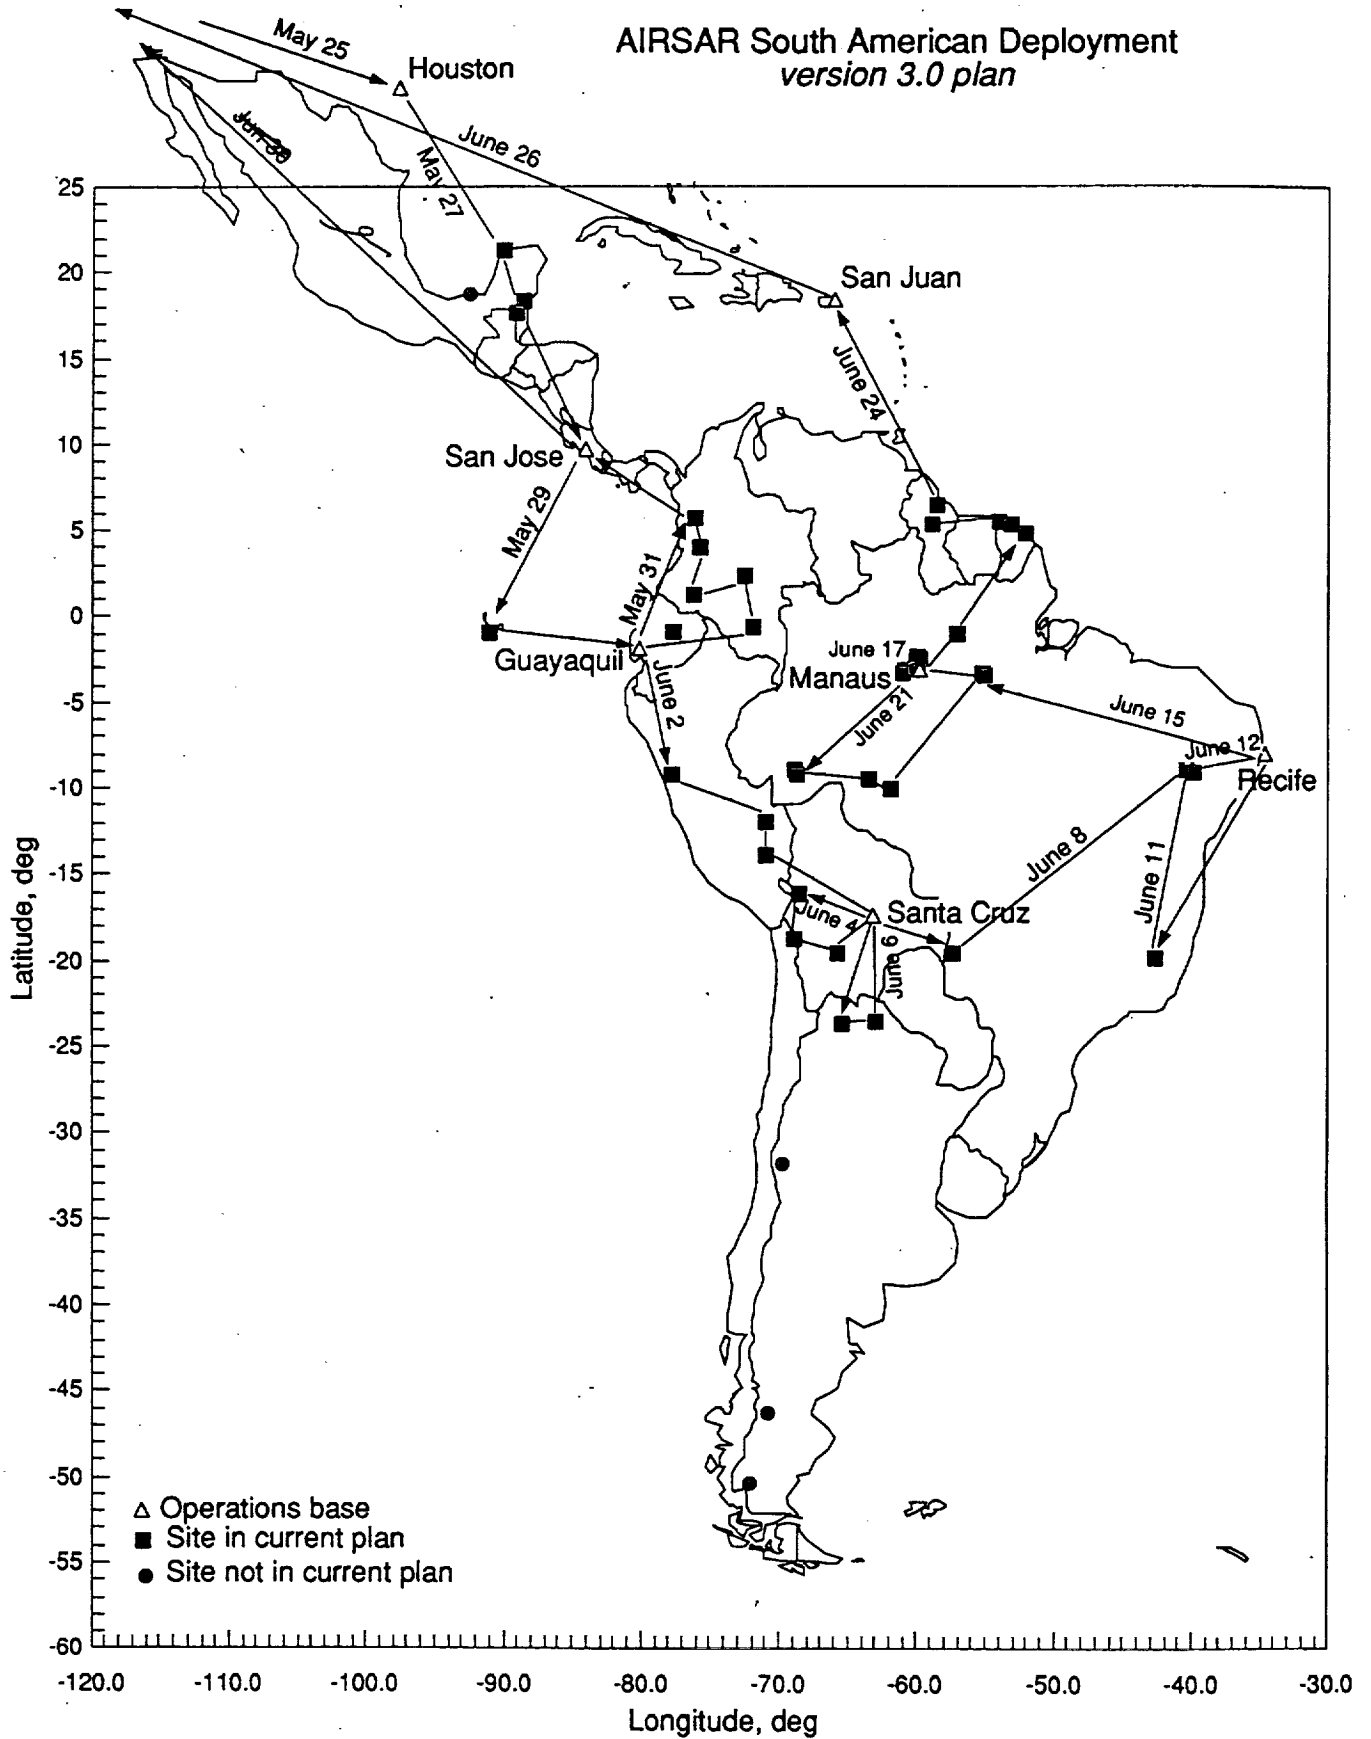 AIRSAR South American Deployment
version 3.0 plan
May 25
Houston
June 26
May 27
25
20
15
10
5
0
-5
-10
-15
-20
-25
-30
-35
-40
-45
-50
-55
-60
San Juan
June 24
San Jose
May 29
May 31
Guayaquil
June 2
June 17
Manaus
June 21
June 15
June 12
Recife
June 8
June 11
Santa Cruz
June 4
June 6
Latitude, deg
Operations base
Site in current plan
Site not in current plan
-120.0 -110.0 -100.0 -90.0 -80.0 -70.0 -60.0 -50.0 -40.0 -30.0
Longitude, deg